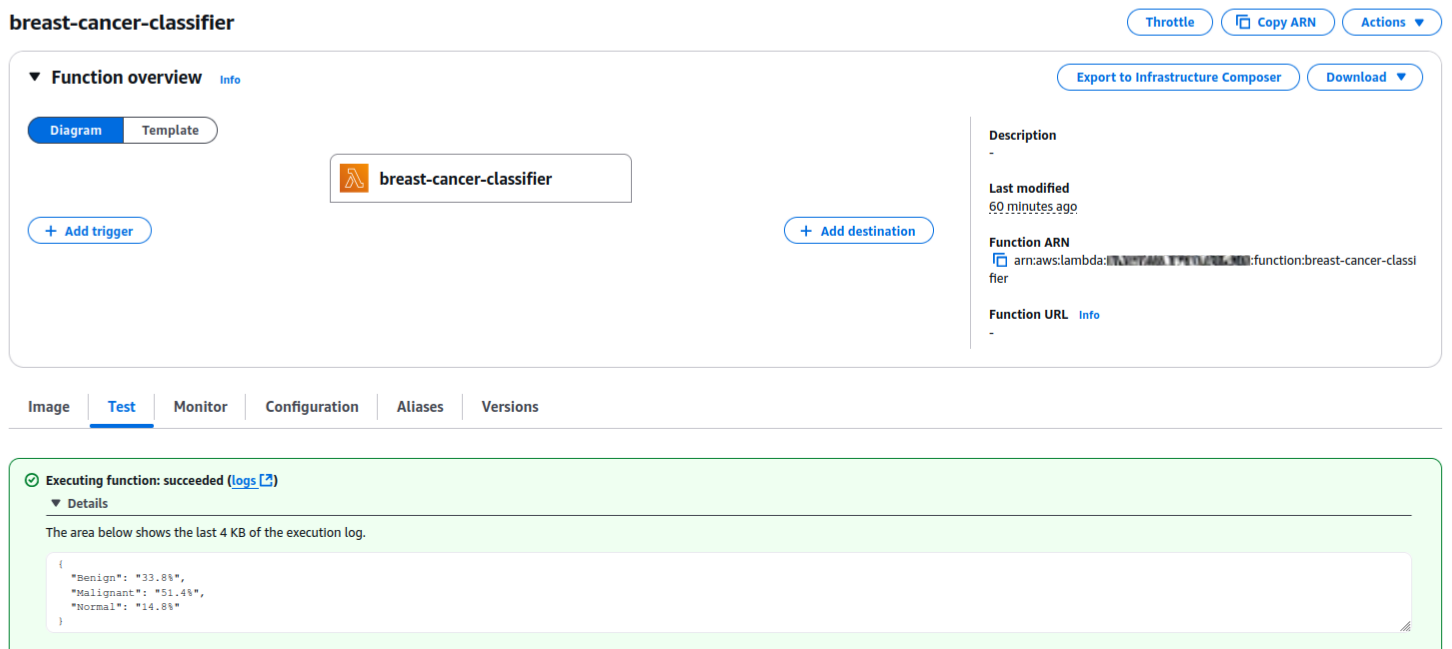 breast-cancer-classifier
Throttle
Copy ARN
Actions
Function overview Info
Export to Infrastructure Composer
Download
Diagram
Template
breast-cancer-classifier
+ Add trigger
+ Add destination
Description
-
Last modified
60 minutes ago
Function ARN
arn:aws:lambda: :function:breast-cancer-classi
fier
Function URL Info
-
Image
Test
Monitor
Configuration
Aliases
Versions
Executing function: succeeded (logs)
Details
The area below shows the last 4 KB of the execution log.
{
"Benign": "33.8%",
"Malignant": "51.4%",
"Normal": "14.8%"
}